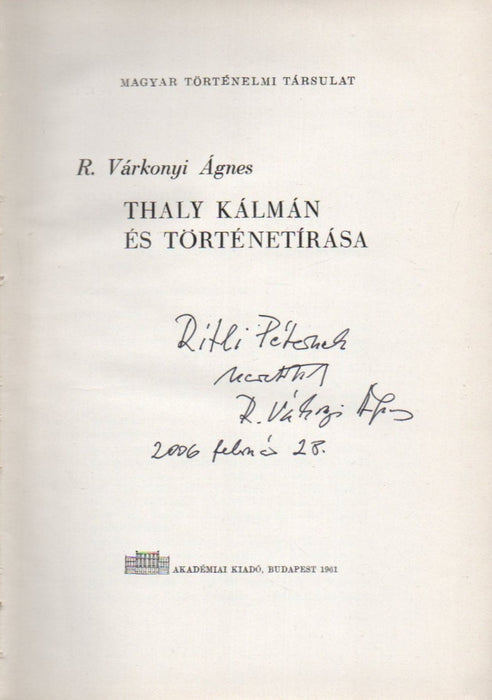 MAGYAR TÖRTÉNELMI TÁRSULAT
R. Várkonyi Ágnes
THALY KÁLMÁN
ÉS TÖRTÉNETÍRÁSA
Ritli Péternek
szeretettel
R. Várkonyi Ágnes
2006 február 28.
AKADÉMIAI KIADÓ, BUDAPEST 1961